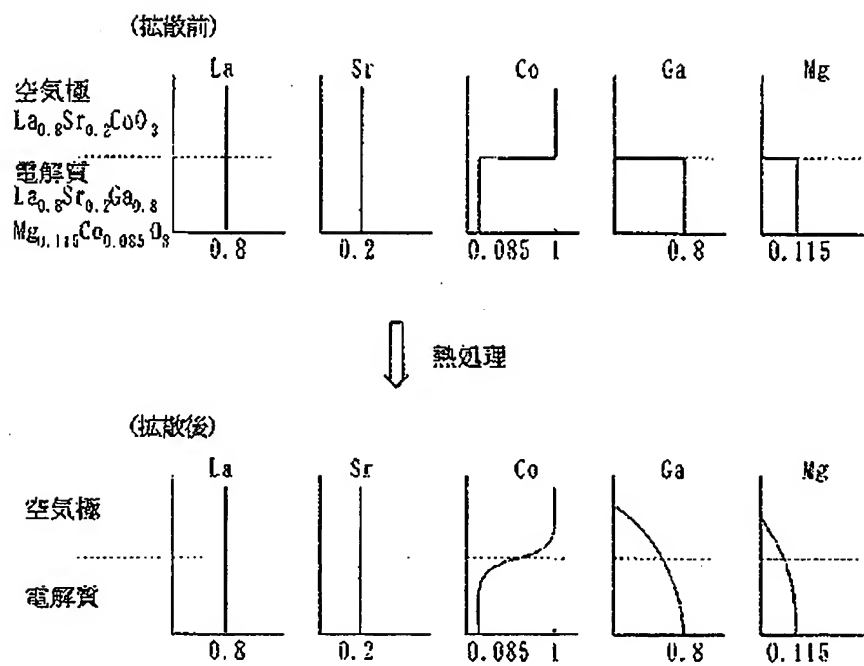 (拡散前)
La Sr Co Ga Mg
空気極
La0.8Sr0.2CoO3
電解質
La0.8Sr0.2Ga0.8
Mg0.115Co0.085O3
0.8 0.2 0.085 1 0.8 0.115
熱処理
(拡散後)
La Sr Co Ga Mg
空気極
電解質
0.8 0.2 0.085 1 0.8 0.115